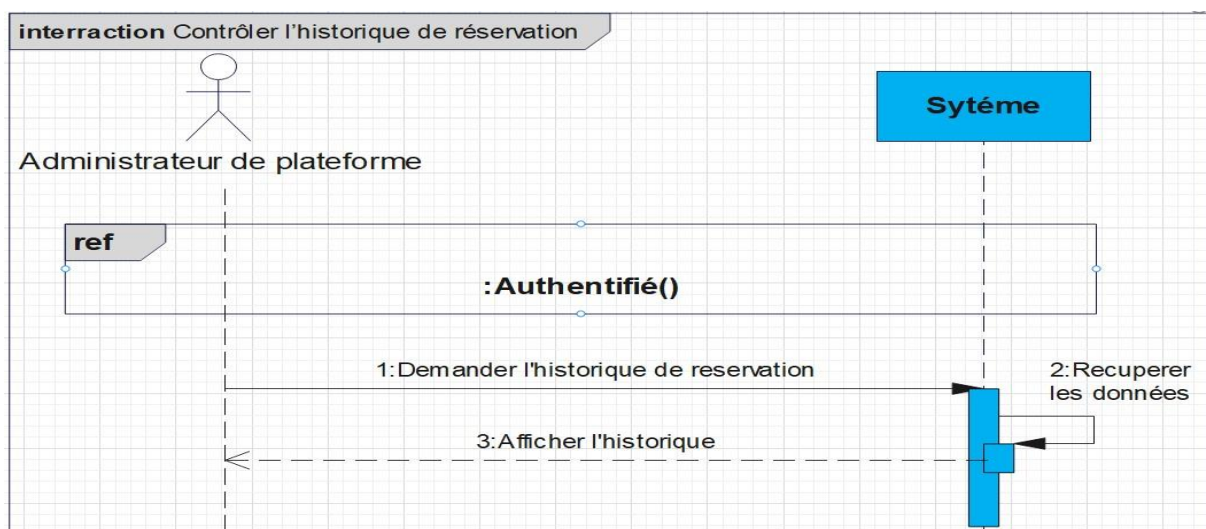 interraction Contrôler l'historique de réservation
Sytéme
Administrateur de plateforme
ref
:Authentifié()
1:Demander l'historique de reservation
2:Recuperer
les données
3:Afficher l'historique